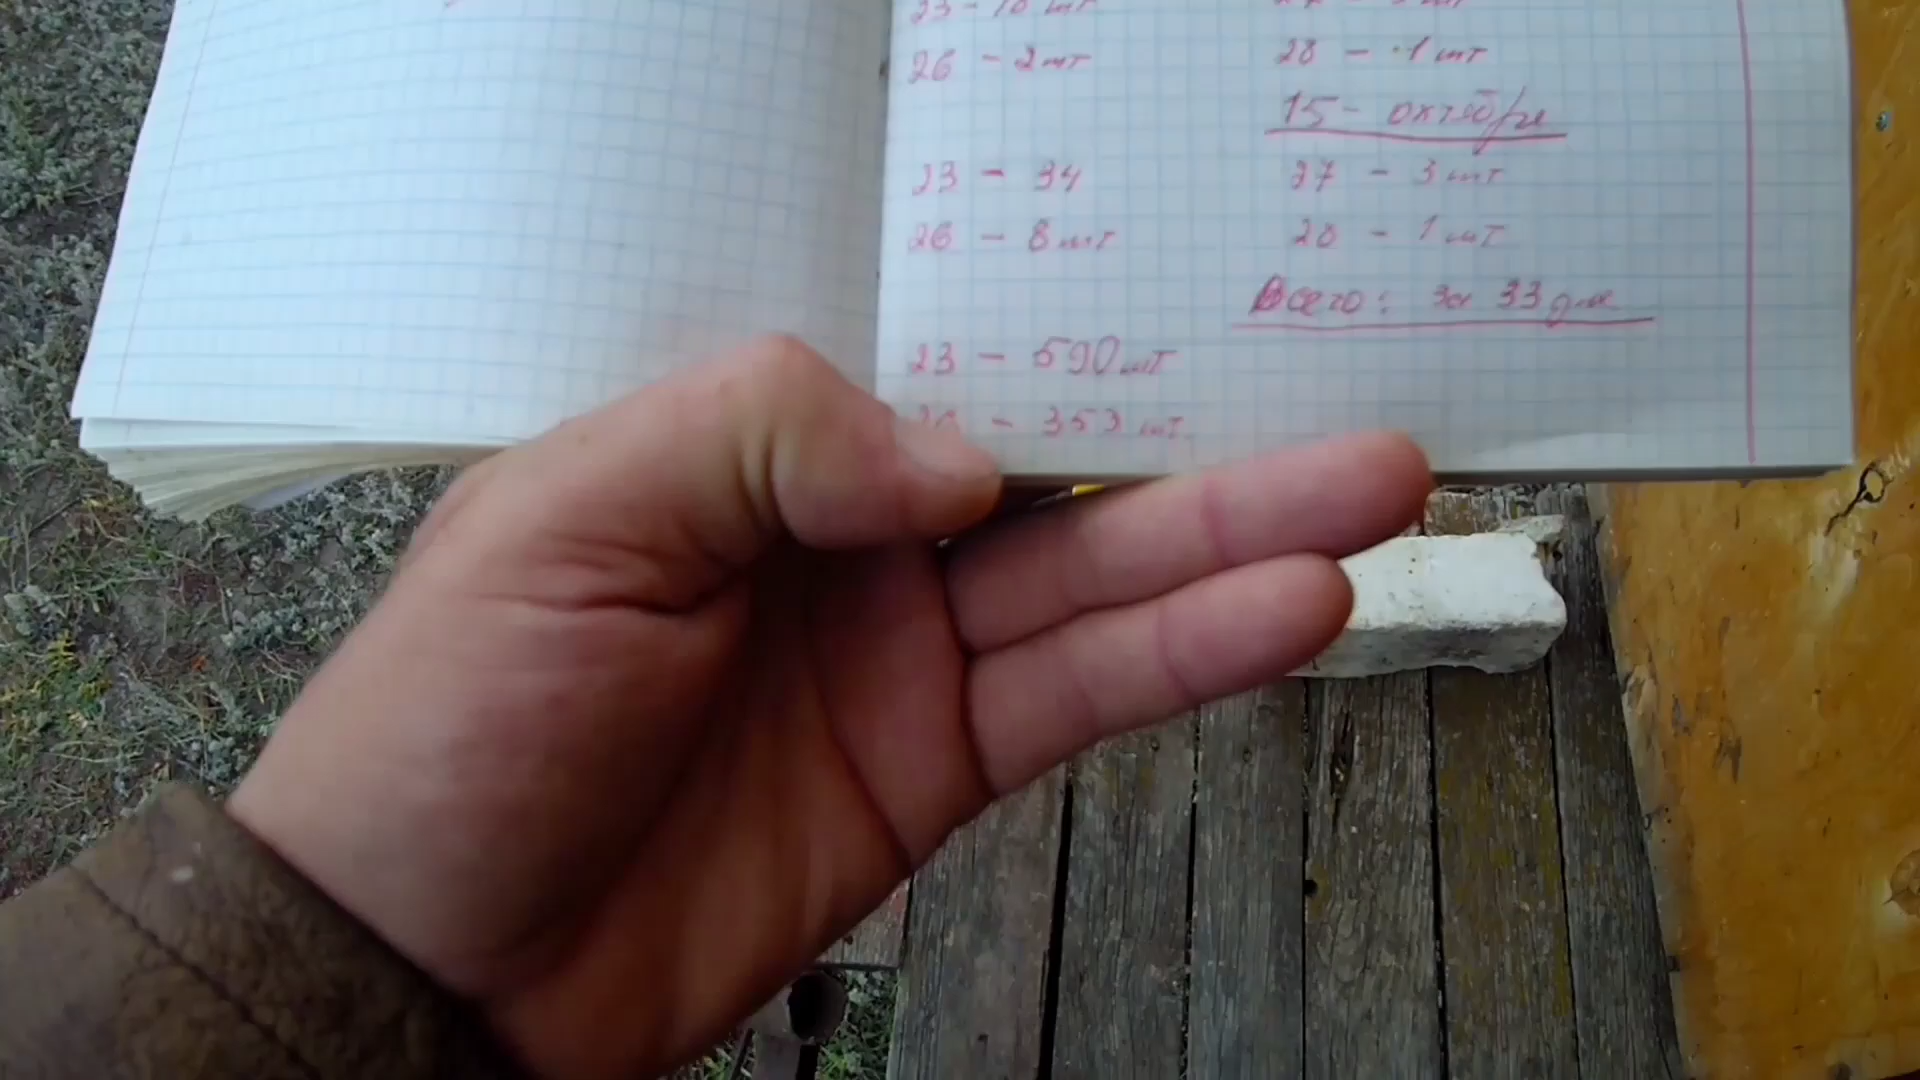 26 - 2 шт 28 - 1 шт
15 - октября
23 - 34 27 - 3 шт
26 - 8 шт 28 - 1 шт
Всего: за 33 дня
23 - 590 шт
- 353 шт